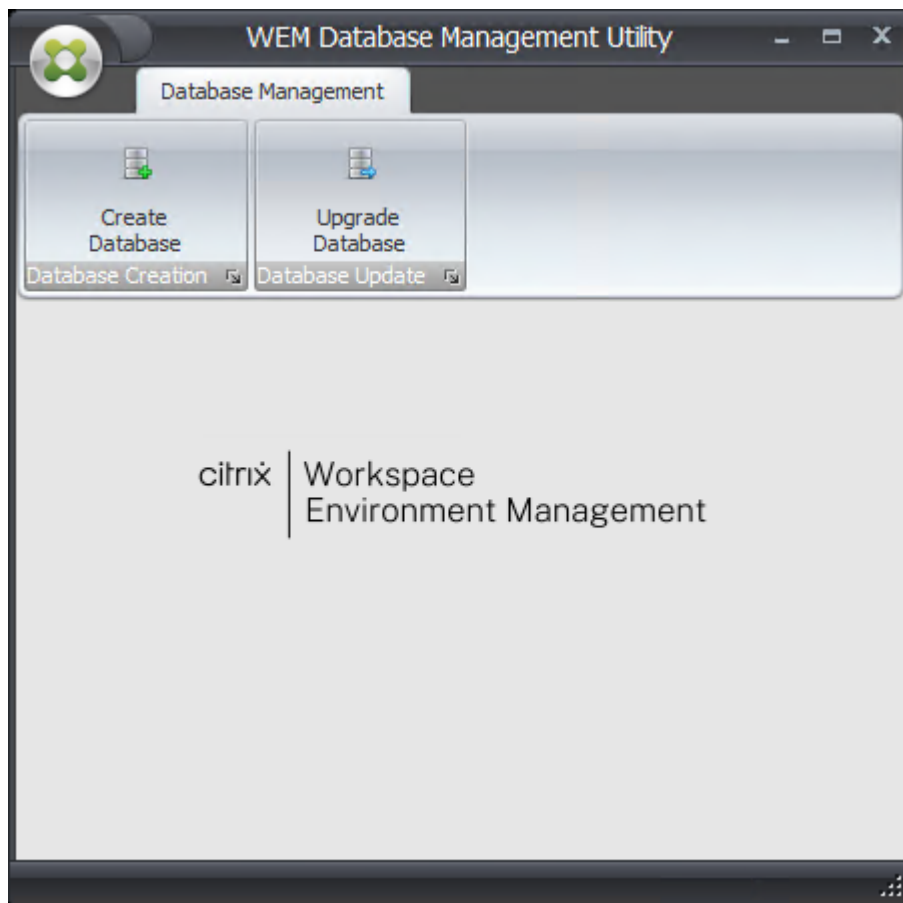 WEM Database Management Utility
Database Management
Create
Database
Upgrade
Database
Database Creation
Database Update
citrix
Workspace
Environment Management